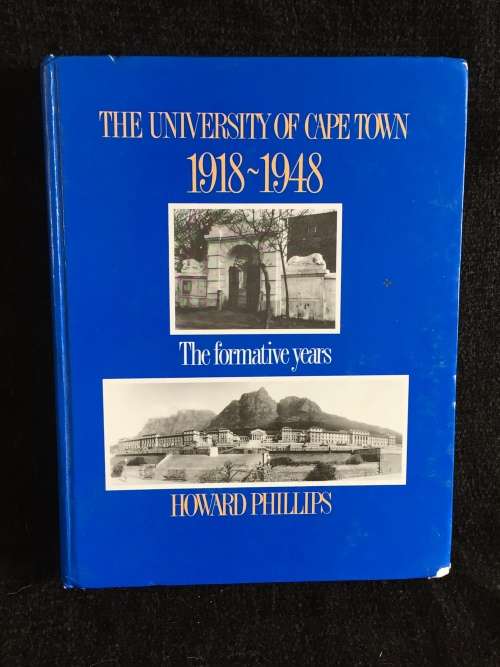 THE UNIVERSITY OF CAPE TOWN
1918~1948
The formative years
HOWARD PHILLIPS